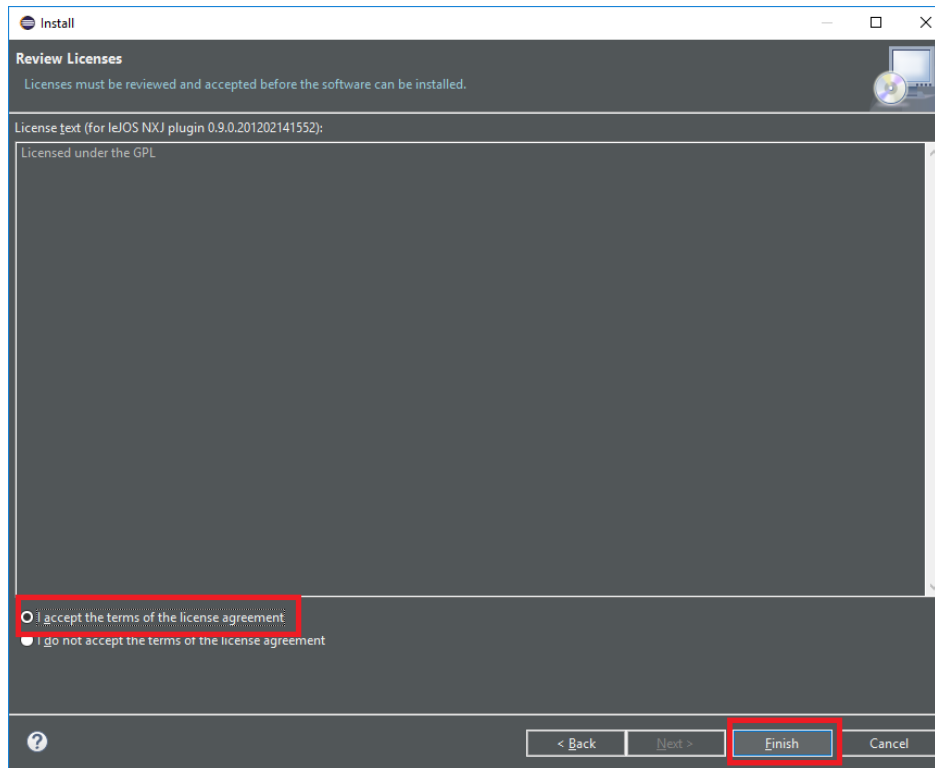 Install
Review Licenses
Licenses must be reviewed and accepted before the software can be installed.
License text (for leJOS NXJ plugin 0.9.0.201202141552):
Licensed under the GPL
I accept the terms of the license agreement
I do not accept the terms of the license agreement
?
< Back Next > Finish Cancel